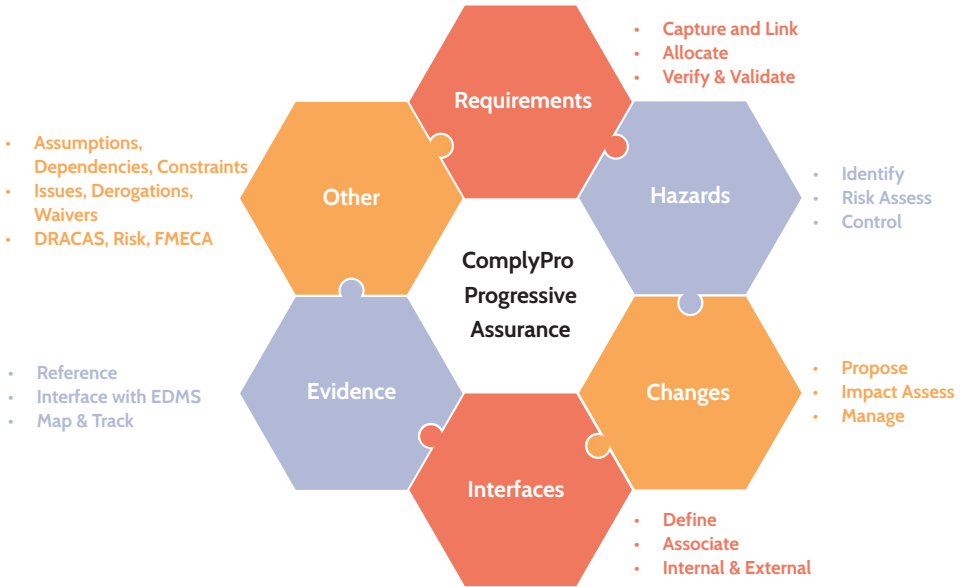 Requirements
• Capture and Link
• Allocate
• Verify & Validate
Hazards
• Identify
• Risk Assess
• Control
Changes
• Propose
• Impact Assess
• Manage
Interfaces
• Define
• Associate
• Internal & External
Evidence
• Reference
• Interface with EDMS
• Map & Track
Other
• Assumptions,
Dependencies, Constraints
• Issues, Derogations,
Waivers
• DRACAS, Risk, FMECA
ComplyPro
Progressive
Assurance